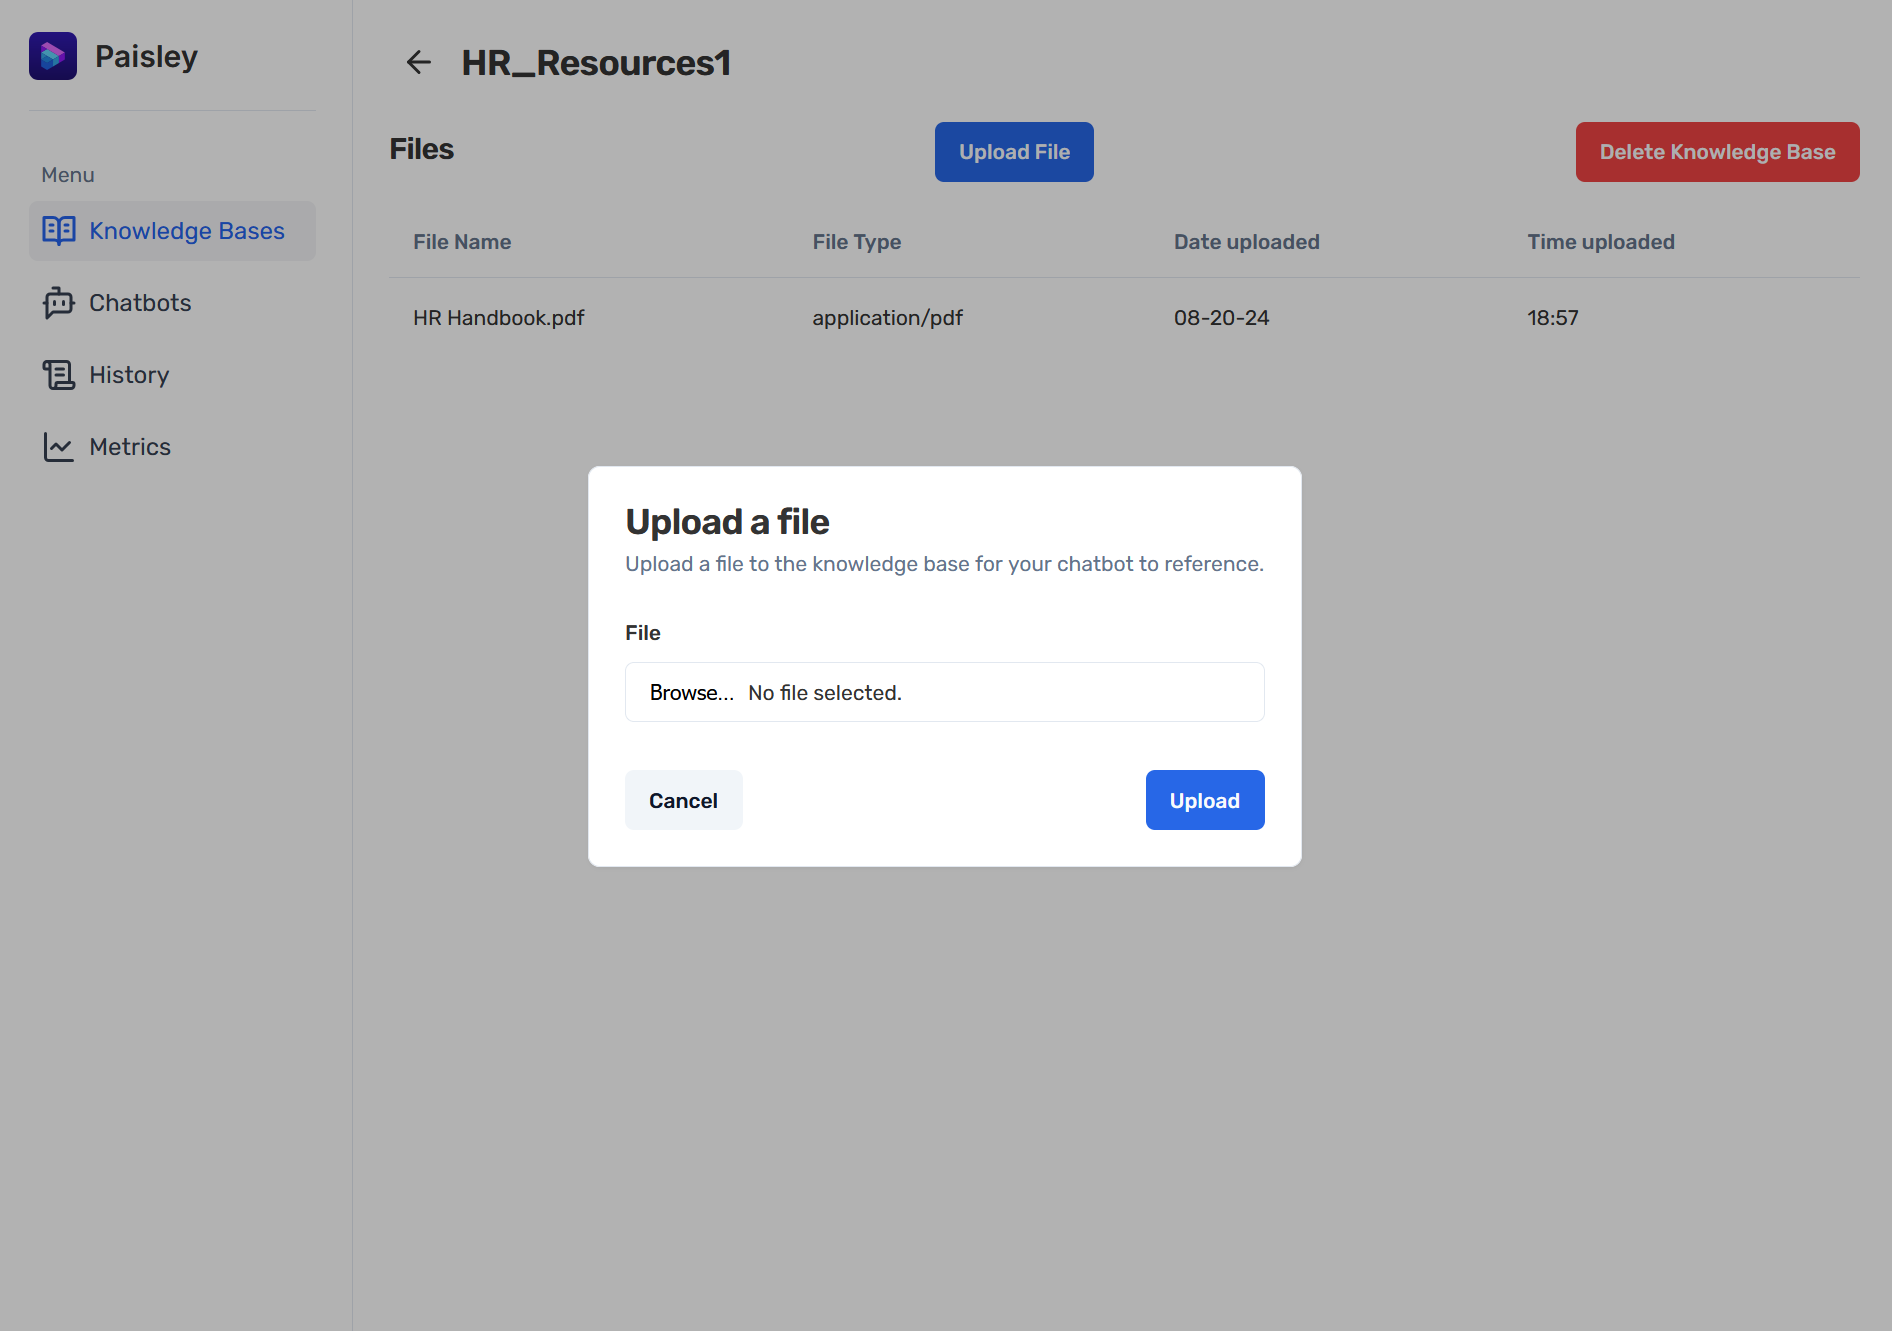 Paisley
Menu
Knowledge Bases
Chatbots
History
Metrics
HR_Resources1
Files
Upload File
Delete Knowledge Base
File Name File Type Date uploaded Time uploaded
HR Handbook.pdf application/pdf 08-20-24 18:57
Upload a file
Upload a file to the knowledge base for your chatbot to reference.
File
Browse... No file selected.
Cancel
Upload